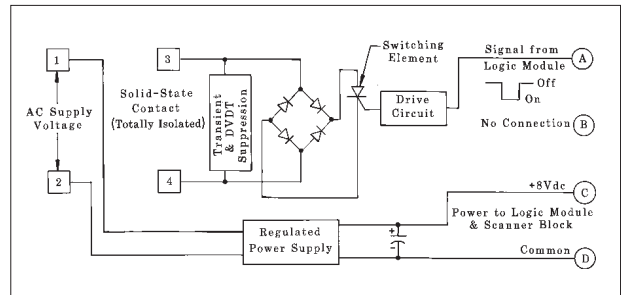 1
AC Supply
Voltage
2
3
Solid-State
Contact
(Totally Isolated)
4
Transient
& DVDT
Suppression
Switching
Element
Drive
Circuit
Signal from
Logic Module
Off
On
A
No Connection
B
+8Vdc
C
Power to Logic Module
& Scanner Block
Regulated
Power Supply
+
-
Common
D